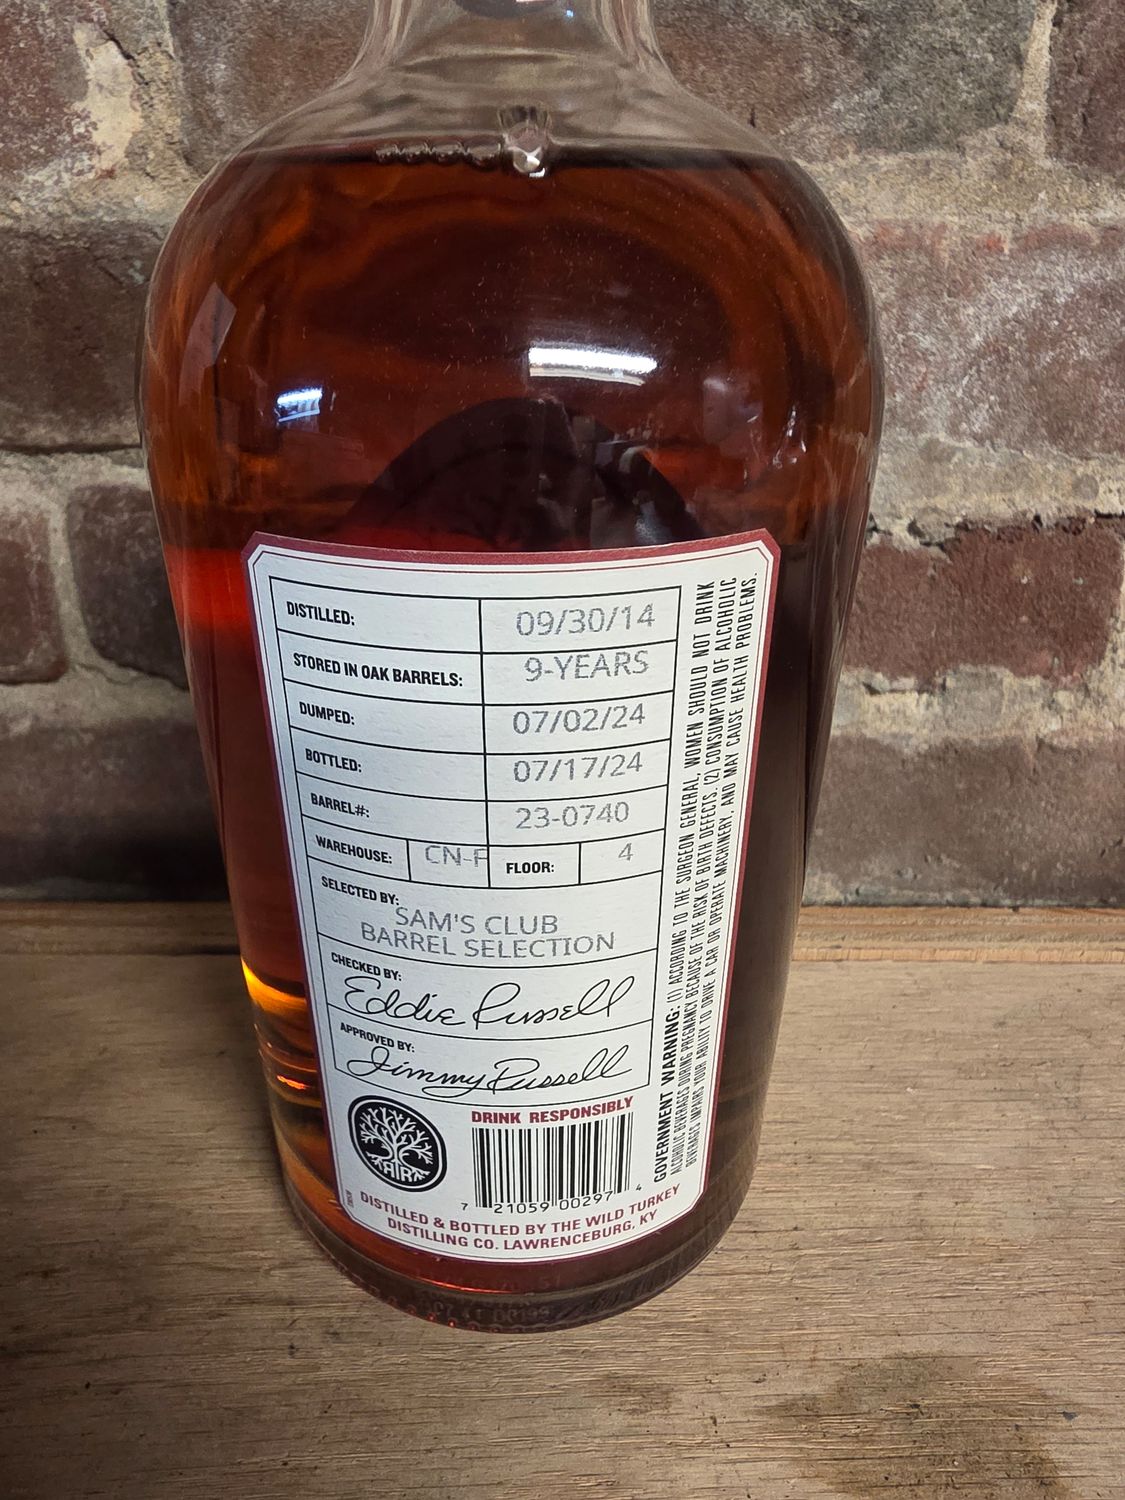 DISTILLED: 09/30/14
STORED IN OAK BARRELS: 9-YEARS
DUMPED: 07/02/24
BOTTLED: 07/17/24
BARREL#: 23-0740
WAREHOUSE: CN-F FLOOR: 4
SELECTED BY:
SAM'S CLUB
BARREL SELECTION
CHECKED BY:
Eddie Russell
APPROVED BY:
Jimmy Russell
DRINK RESPONSIBLY
7 21059 00297 4
DISTILLED & BOTTLED BY THE WILD TURKEY
DISTILLING CO. LAWRENCEBURG, KY
GOVERNMENT WARNING: (1) ACCORDING TO THE SURGEON GENERAL, WOMEN SHOULD NOT DRINK
ALCOHOLIC BEVERAGES DURING PREGNANCY BECAUSE OF THE RISK OF BIRTH DEFECTS. (2) CONSUMPTION OF ALCOHOLIC
BEVERAGES IMPAIRS YOUR ABILITY TO DRIVE A CAR OR OPERATE MACHINERY, AND MAY CAUSE HEALTH PROBLEMS.